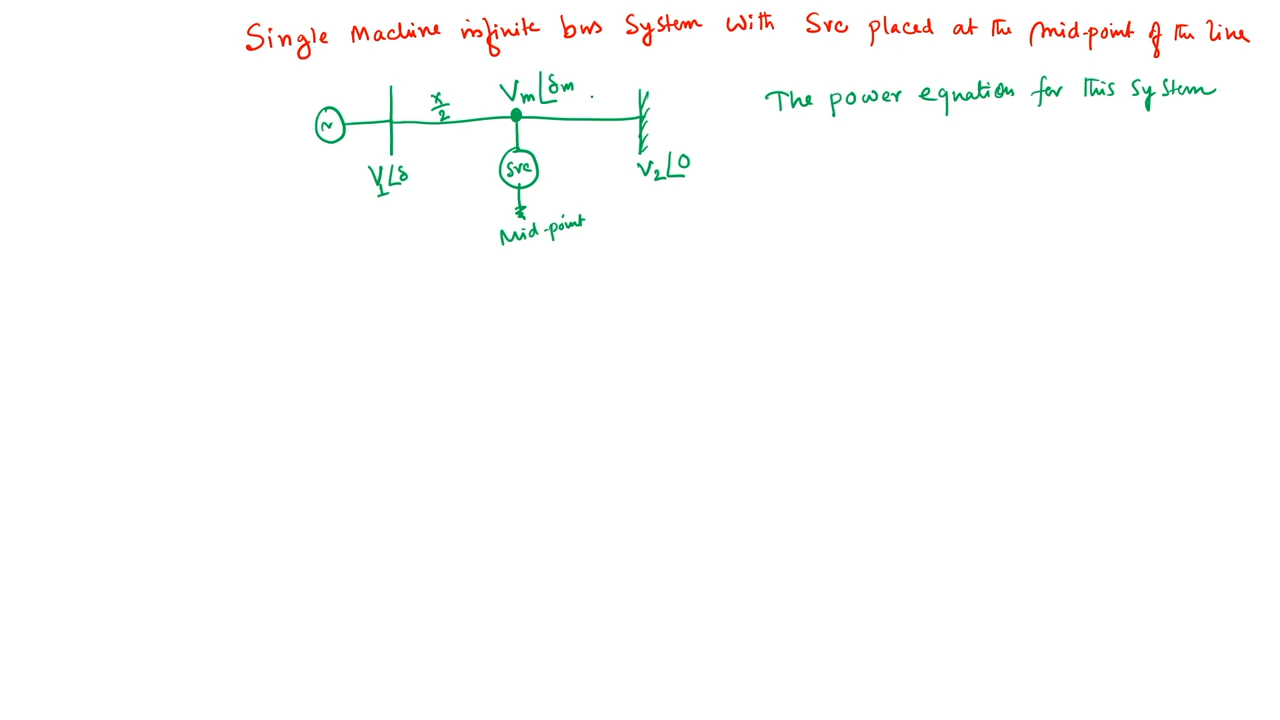 Single Machine infinite bus System with Svc placed at the Mid-point of the line
The power equation for this System
x/2
Vm∠δm
~
V1∠δ
Svc
V2∠0
Mid-point